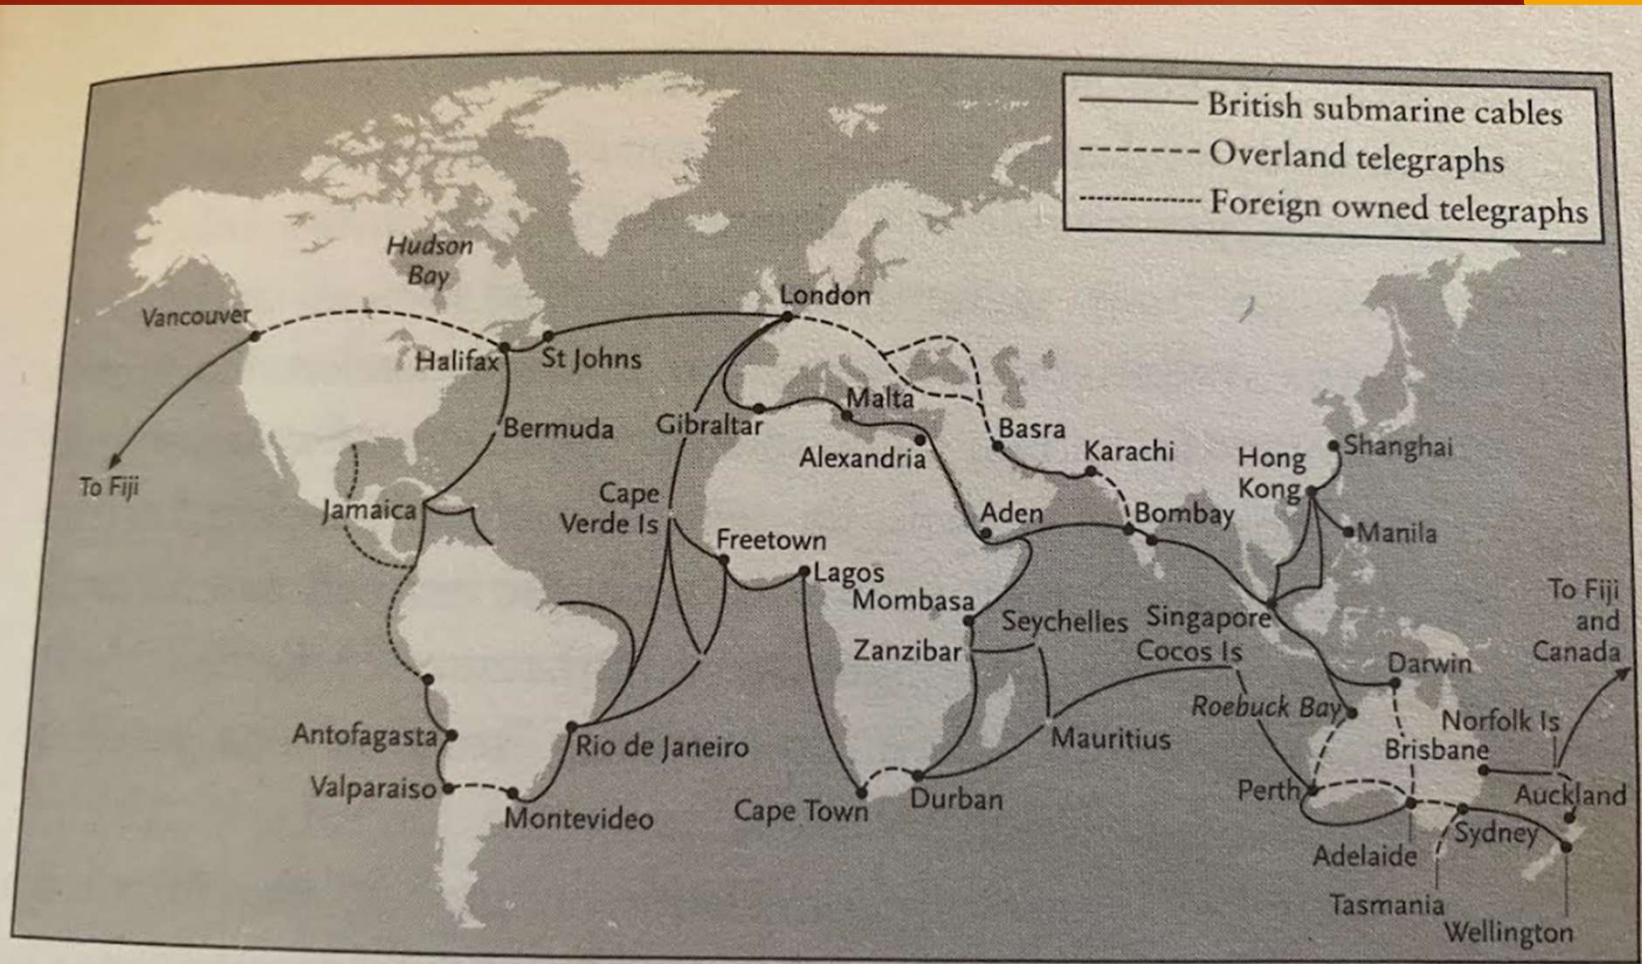 British submarine cables
Overland telegraphs
Foreign owned telegraphs
Hudson
Bay
Vancouver
London
Halifax
St Johns
To Fiji
Bermuda
Gibraltar
Malta
Alexandria
Basra
Karachi
Hong
Kong
Shanghai
Jamaica
Cape
Verde Is
Aden
Bombay
Manila
Freetown
Lagos
Mombasa
Seychelles
Singapore
To Fiji
and
Canada
Zanzibar
Cocos Is
Darwin
Roebuck Bay
Norfolk Is
Antofagasta
Rio de Janeiro
Mauritius
Brisbane
Valparaiso
Montevideo
Cape Town
Durban
Perth
Auckland
Sydney
Adelaide
Tasmania
Wellington